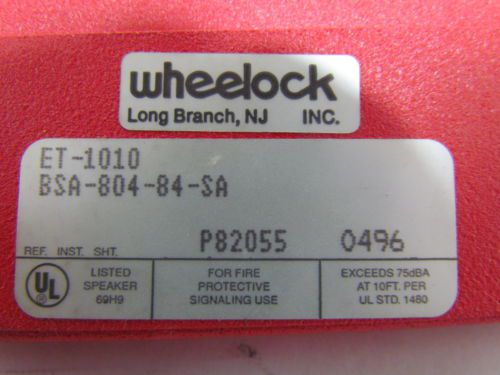 wheelock
Long Branch, NJ INC.
ET-1010
BSA-804-84-SA
P82055 0496
REF. INST. SHT.
UL LISTED SPEAKER 69H9
FOR FIRE PROTECTIVE SIGNALING USE
EXCEEDS 75dBA AT 10FT. PER UL STD. 1480